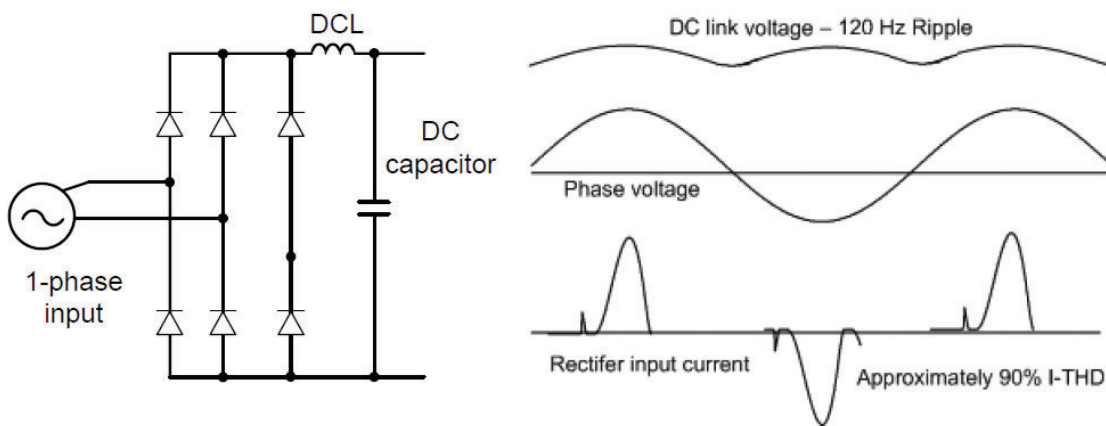 DCL
DC
capacitor
1-phase
input
DC link voltage – 120 Hz Ripple
Phase voltage
Rectifer input current
Approximately 90% I-THD